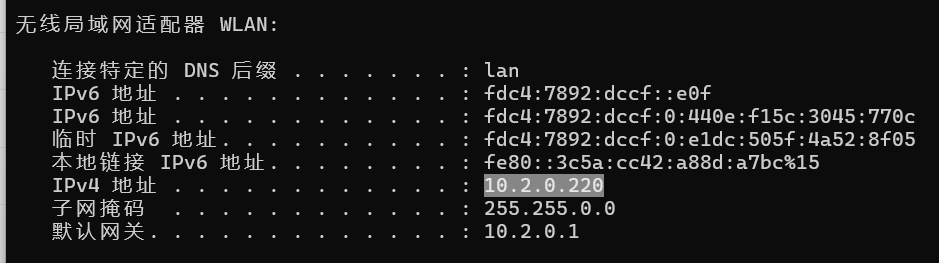 无线局域网适配器 WLAN:
连接特定的 DNS 后缀 . . . . . . . : lan
IPv6 地址 . . . . . . . . . . . . : fdc4:7892:dccf::e0f
IPv6 地址 . . . . . . . . . . . . : fdc4:7892:dccf:0:440e:f15c:3045:770c
临时 IPv6 地址. . . . . . . . . . : fdc4:7892:dccf:0:e1dc:505f:4a52:8f05
本地链接 IPv6 地址. . . . . . . . : fe80::3c5a:cc42:a88d:a7bc%15
IPv4 地址 . . . . . . . . . . . . : 10.2.0.220
子网掩码  . . . . . . . . . . . . : 255.255.0.0
默认网关. . . . . . . . . . . . . : 10.2.0.1